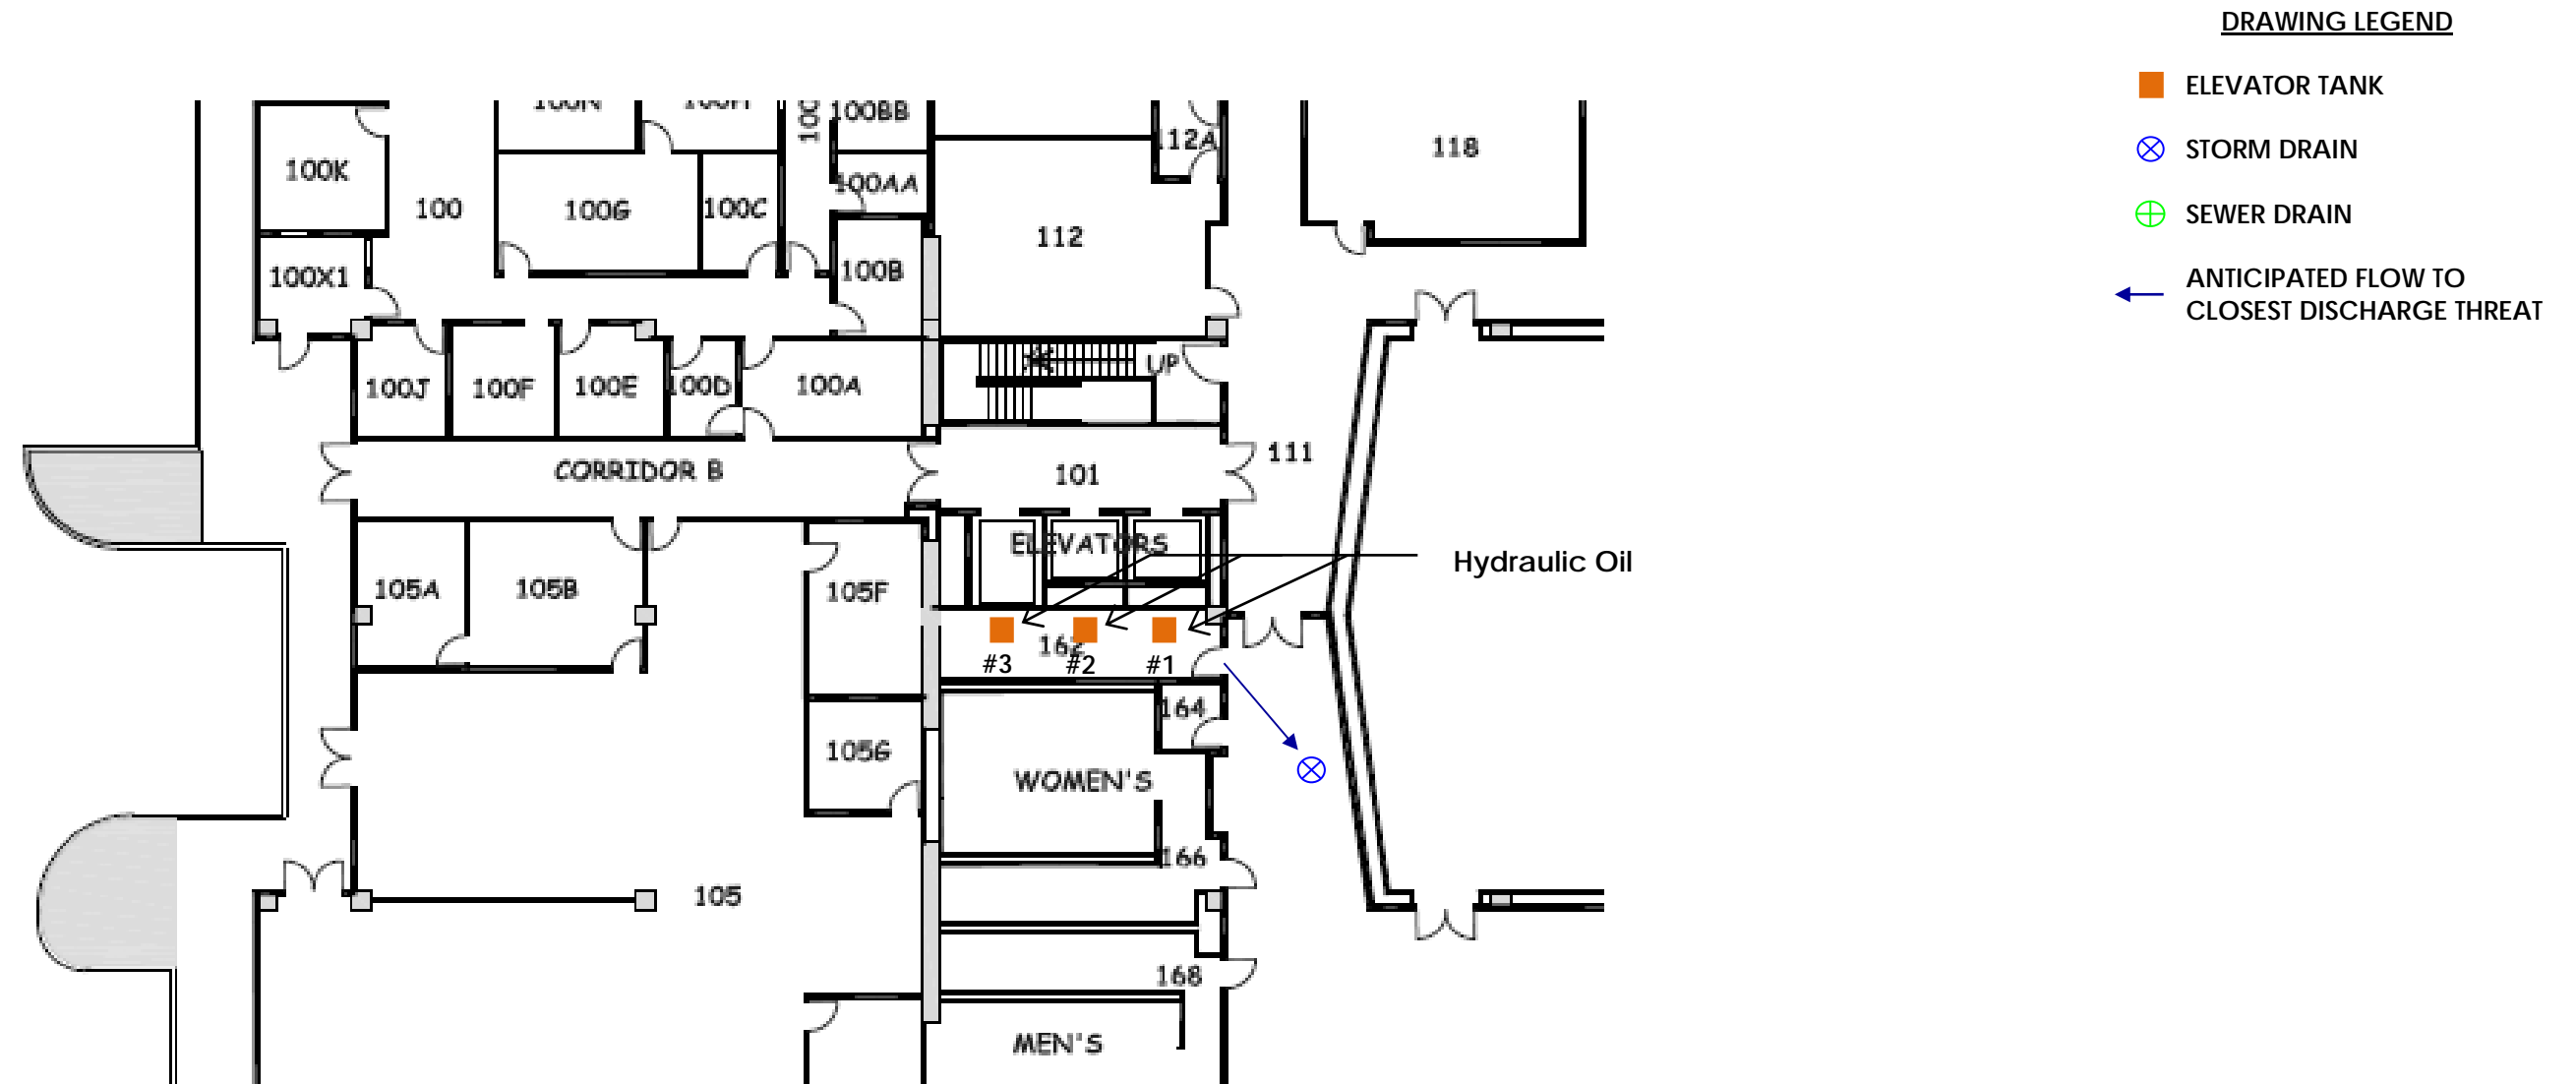 DRAWING LEGEND
ELEVATOR TANK
STORM DRAIN
SEWER DRAIN
ANTICIPATED FLOW TO
CLOSEST DISCHARGE THREAT
100BB
112A
118
100K
100AA
100
100G
100C
112
100X1
100B
UP
100J
100F
100E
100D
100A
111
CORRIDOR B
101
ELEVATORS
Hydraulic Oil
105A
105B
105F
162
#3
#2
#1
164
105G
WOMEN'S
166
105
168
MEN'S